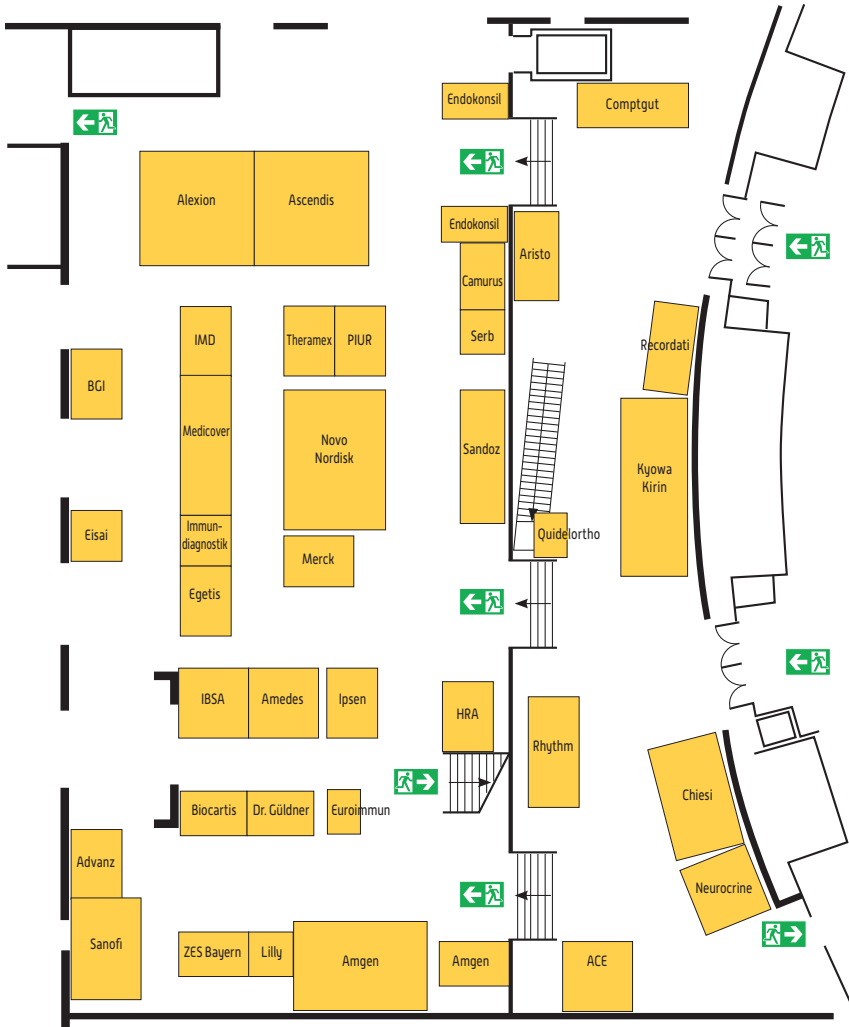 Endokonsil
Comptgut
Alexion
Ascendis
Endokonsil
Aristo
Camurus
Serb
IMD
Theramex
PIUR
Recordati
BGI
Medicover
Novo
Nordisk
Sandoz
Kyowa
Kirin
Eisai
Immun-
diagnostik
Quidelortho
Merck
Egetis
IBSA
Amedes
Ipsen
HRA
Rhythm
Chiesi
Biocartis
Dr. Güldner
Euroimmun
Advanz
Neurocrine
Sanofi
ZES Bayern
Lilly
Amgen
Amgen
ACE